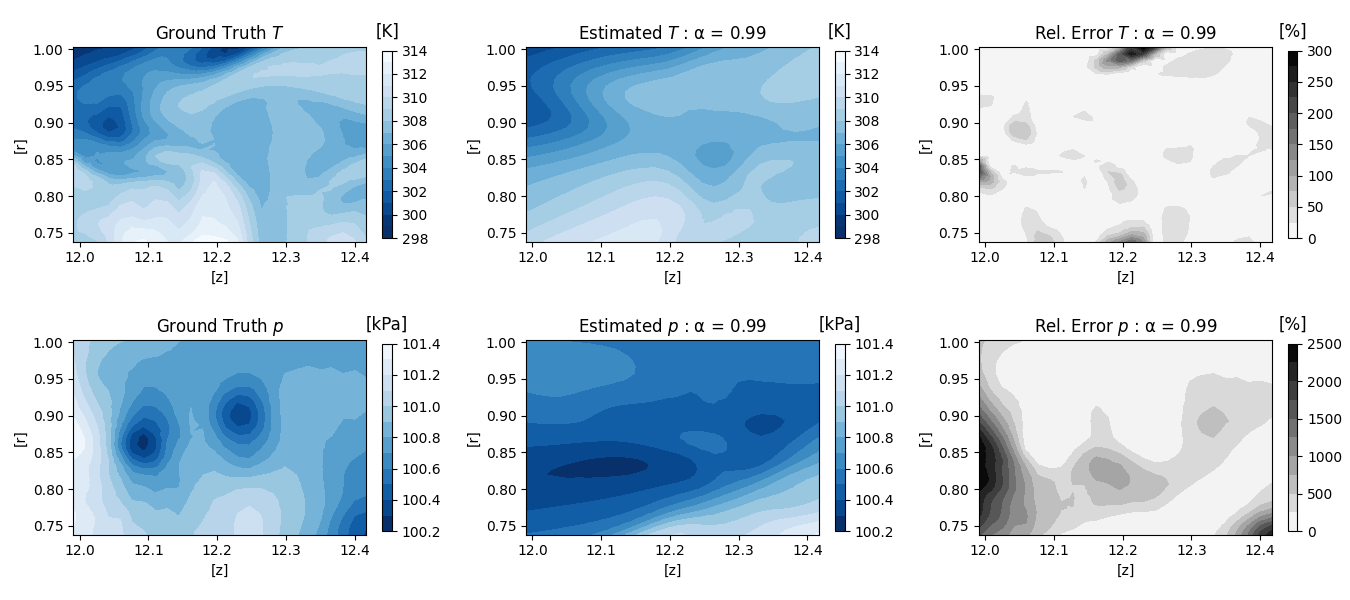 Ground Truth T
[K]
1.00
0.95
0.90
0.85
0.80
0.75
[r]
12.0 12.1 12.2 12.3 12.4
[z]
314
312
310
308
306
304
302
300
298
Estimated T : α = 0.99
[K]
1.00
0.95
0.90
0.85
0.80
0.75
[r]
12.0 12.1 12.2 12.3 12.4
[z]
314
312
310
308
306
304
302
300
298
Rel. Error T : α = 0.99
[%]
1.00
0.95
0.90
0.85
0.80
0.75
[r]
12.0 12.1 12.2 12.3 12.4
[z]
300
250
200
150
100
50
0
Ground Truth p
[kPa]
1.00
0.95
0.90
0.85
0.80
0.75
[r]
12.0 12.1 12.2 12.3 12.4
[z]
101.4
101.2
101.0
100.8
100.6
100.4
100.2
Estimated p : α = 0.99
[kPa]
1.00
0.95
0.90
0.85
0.80
0.75
[r]
12.0 12.1 12.2 12.3 12.4
[z]
101.4
101.2
101.0
100.8
100.6
100.4
100.2
Rel. Error p : α = 0.99
[%]
1.00
0.95
0.90
0.85
0.80
0.75
[r]
12.0 12.1 12.2 12.3 12.4
[z]
2500
2000
1500
1000
500
0